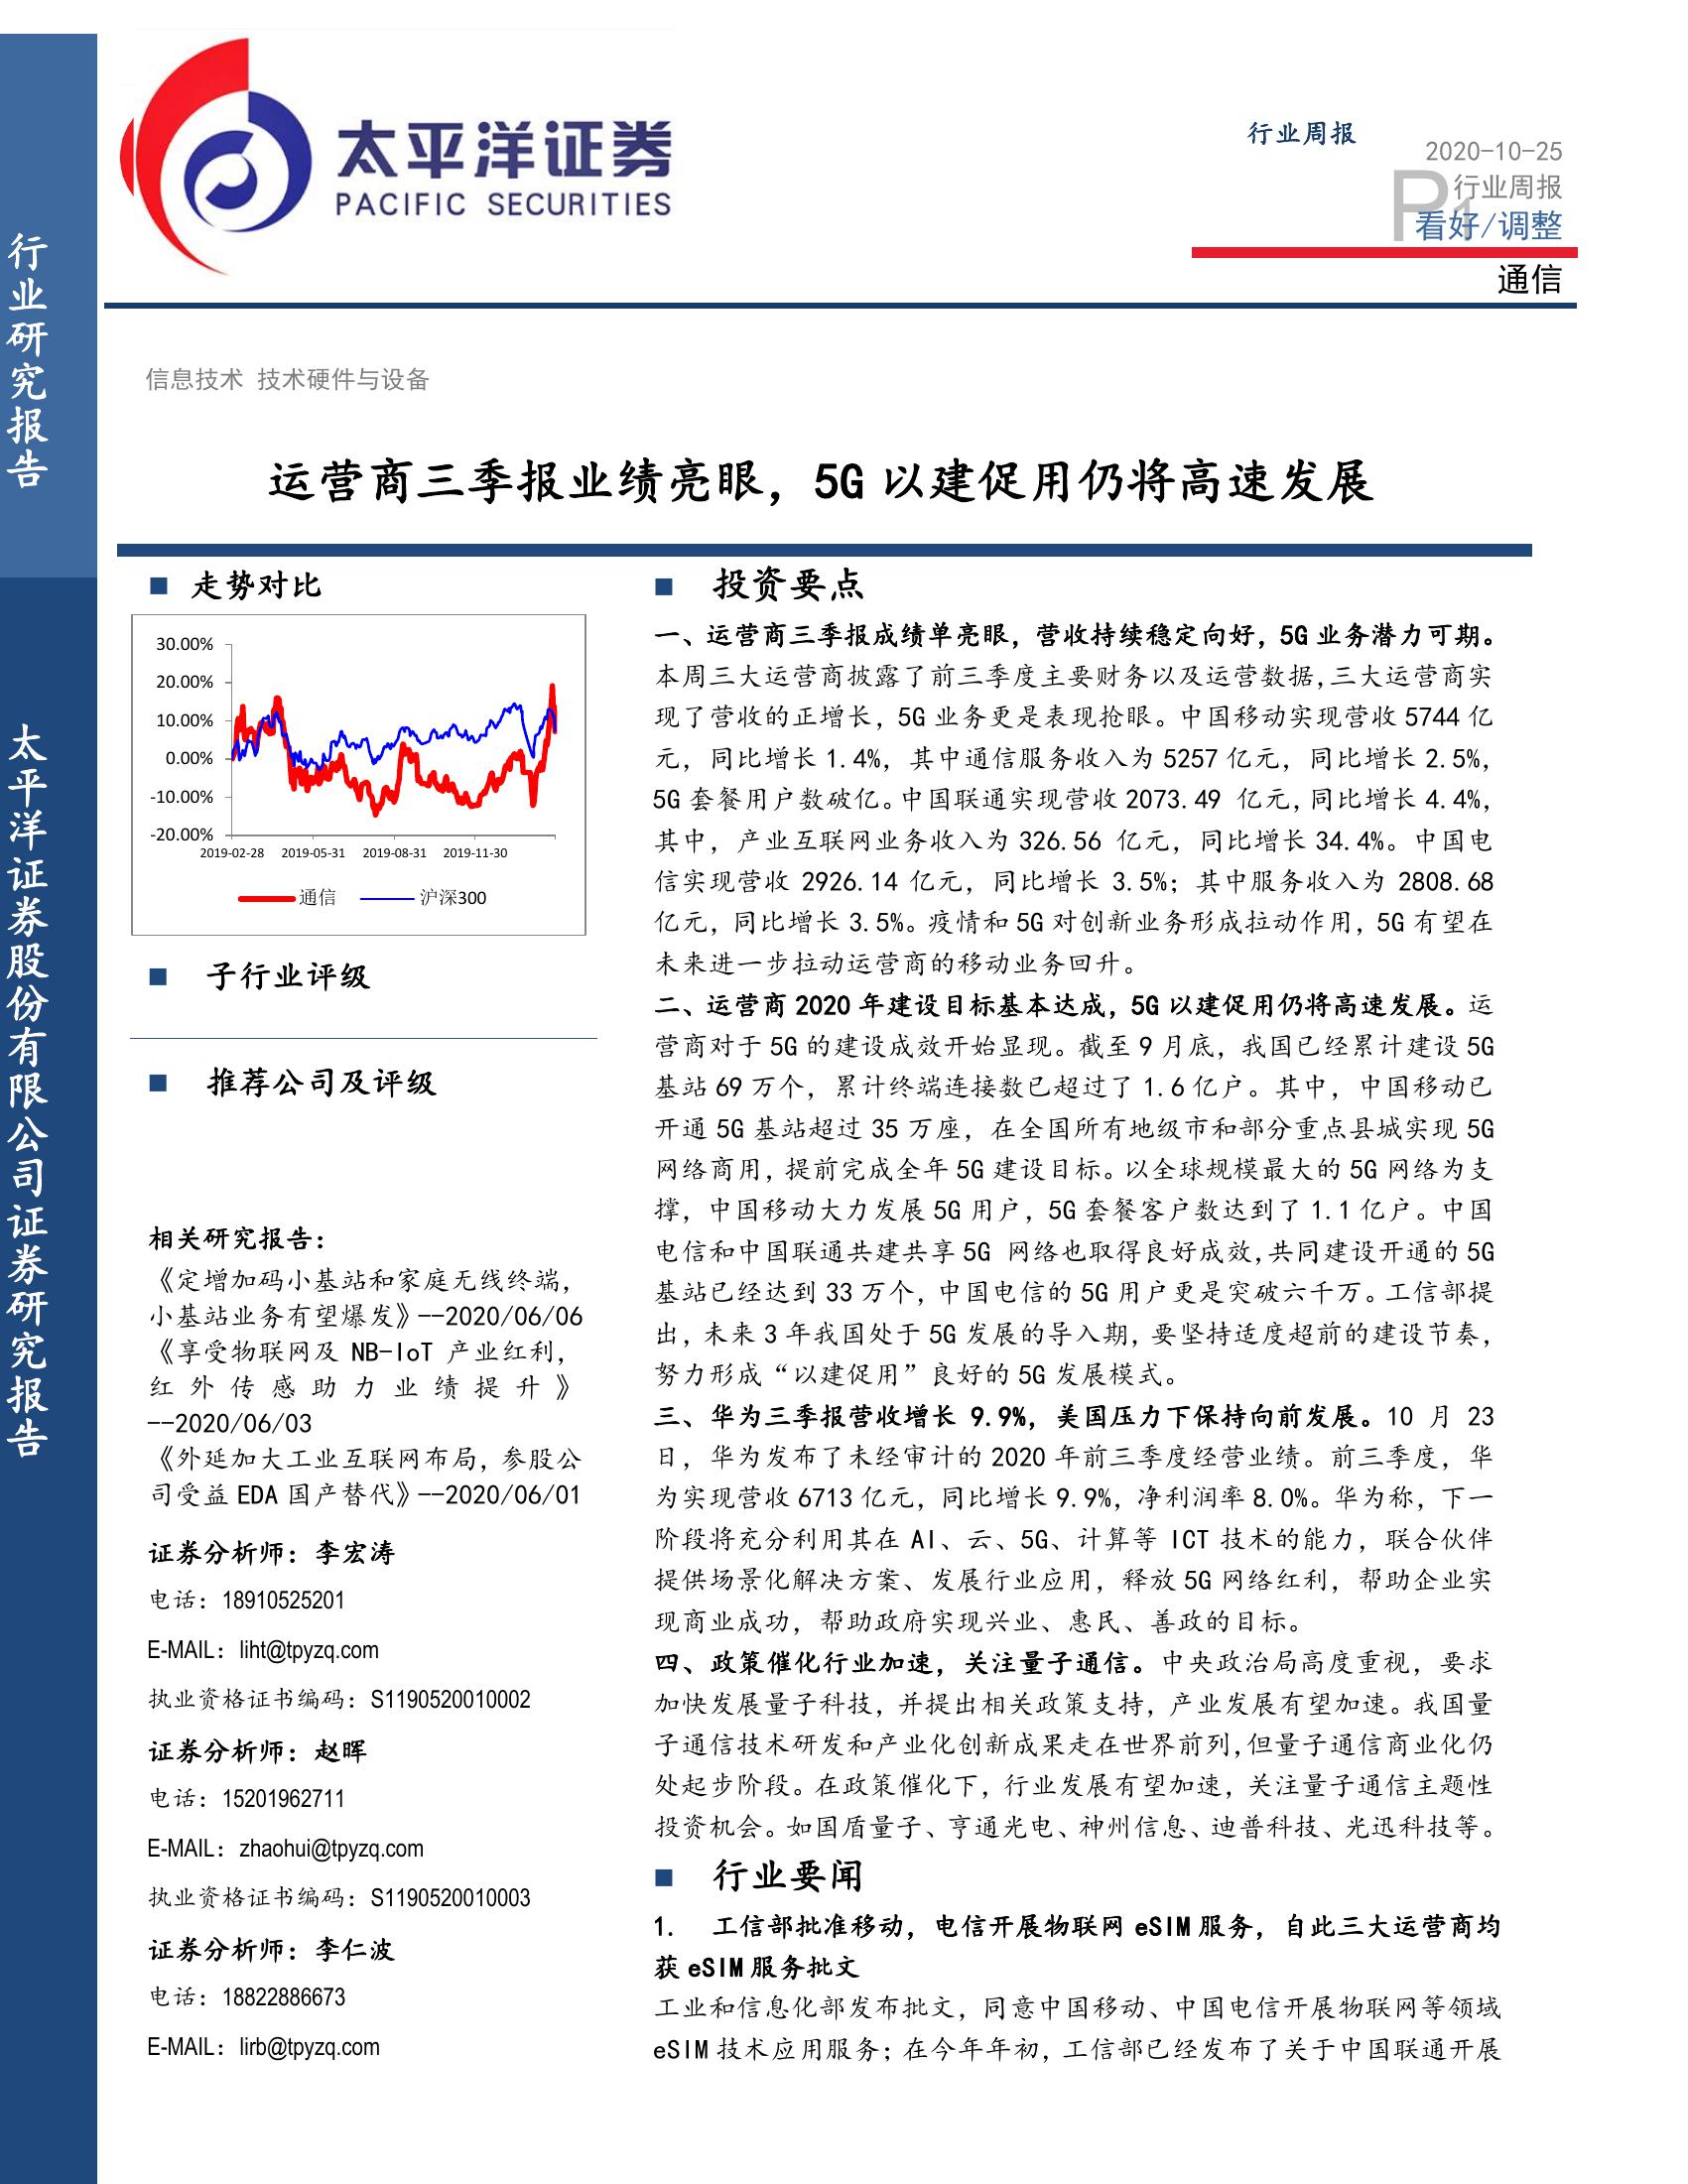 太平洋证券
PACIFIC SECURITIES
行业周报
2020-10-25
行业周报
P1
看好/调整
通信
行业研究报告
太平洋证券股份有限公司证券研究报告
信息技术 技术硬件与设备
运营商三季报业绩亮眼，5G 以建促用仍将高速发展
■ 走势对比
30.00%
20.00%
10.00%
0.00%
-10.00%
-20.00%
2019-02-28 2019-05-31 2019-08-31 2019-11-30
通信 沪深300
■ 子行业评级
■ 推荐公司及评级
相关研究报告：
《定增加码小基站和家庭无线终端，
小基站业务有望爆发》--2020/06/06
《享受物联网及 NB-IoT 产业红利，
红外传感助力业绩提升》
--2020/06/03
《外延加大工业互联网布局，参股公
司受益 EDA 国产替代》--2020/06/01
证券分析师：李宏涛
电话：18910525201
E-MAIL：liht@tpyzq.com
执业资格证书编码：S1190520010002
证券分析师：赵晖
电话：15201962711
E-MAIL：zhaohui@tpyzq.com
执业资格证书编码：S1190520010003
证券分析师：李仁波
电话：18822886673
E-MAIL：lirb@tpyzq.com
■ 投资要点
一、运营商三季报成绩单亮眼，营收持续稳定向好，5G 业务潜力可期。
本周三大运营商披露了前三季度主要财务以及运营数据，三大运营商实
现了营收的正增长，5G 业务更是表现抢眼。中国移动实现营收 5744 亿
元，同比增长 1.4%，其中通信服务收入为 5257 亿元，同比增长 2.5%，
5G 套餐用户数破亿。中国联通实现营收 2073.49 亿元，同比增长 4.4%，
其中，产业互联网业务收入为 326.56 亿元，同比增长 34.4%。中国电
信实现营收 2926.14 亿元，同比增长 3.5%；其中服务收入为 2808.68
亿元，同比增长 3.5%。疫情和 5G 对创新业务形成拉动作用，5G 有望在
未来进一步拉动运营商的移动业务回升。
二、运营商 2020 年建设目标基本达成，5G 以建促用仍将高速发展。运
营商对于 5G 的建设成效开始显现。截至 9 月底，我国已经累计建设 5G
基站 69 万个，累计终端连接数已超过了 1.6 亿户。其中，中国移动已
开通 5G 基站超过 35 万座，在全国所有地级市和部分重点县城实现 5G
网络商用，提前完成全年 5G 建设目标。以全球规模最大的 5G 网络为支
撑，中国移动大力发展 5G 用户，5G 套餐客户数达到了 1.1 亿户。中国
电信和中国联通共建共享 5G 网络也取得良好成效，共同建设开通的 5G
基站已经达到 33 万个，中国电信的 5G 用户更是突破六千万。工信部提
出，未来 3 年我国处于 5G 发展的导入期，要坚持适度超前的建设节奏，
努力形成“以建促用”良好的 5G 发展模式。
三、华为三季报营收增长 9.9%，美国压力下保持向前发展。10 月 23
日，华为发布了未经审计的 2020 年前三季度经营业绩。前三季度，华
为实现营收 6713 亿元，同比增长 9.9%，净利润率 8.0%。华为称，下一
阶段将充分利用其在 AI、云、5G、计算等 ICT 技术的能力，联合伙伴
提供场景化解决方案、发展行业应用，释放 5G 网络红利，帮助企业实
现商业成功，帮助政府实现兴业、惠民、善政的目标。
四、政策催化行业加速，关注量子通信。中央政治局高度重视，要求
加快发展量子科技，并提出相关政策支持，产业发展有望加速。我国量
子通信技术研发和产业化创新成果走在世界前列，但量子通信商业化仍
处起步阶段。在政策催化下，行业发展有望加速，关注量子通信主题性
投资机会。如国盾量子、亨通光电、神州信息、迪普科技、光迅科技等。
■ 行业要闻
1. 工信部批准移动，电信开展物联网 eSIM 服务，自此三大运营商均
获 eSIM 服务批文
工业和信息化部发布批文，同意中国移动、中国电信开展物联网等领域
eSIM 技术应用服务；在今年年初，工信部已经发布了关于中国联通开展